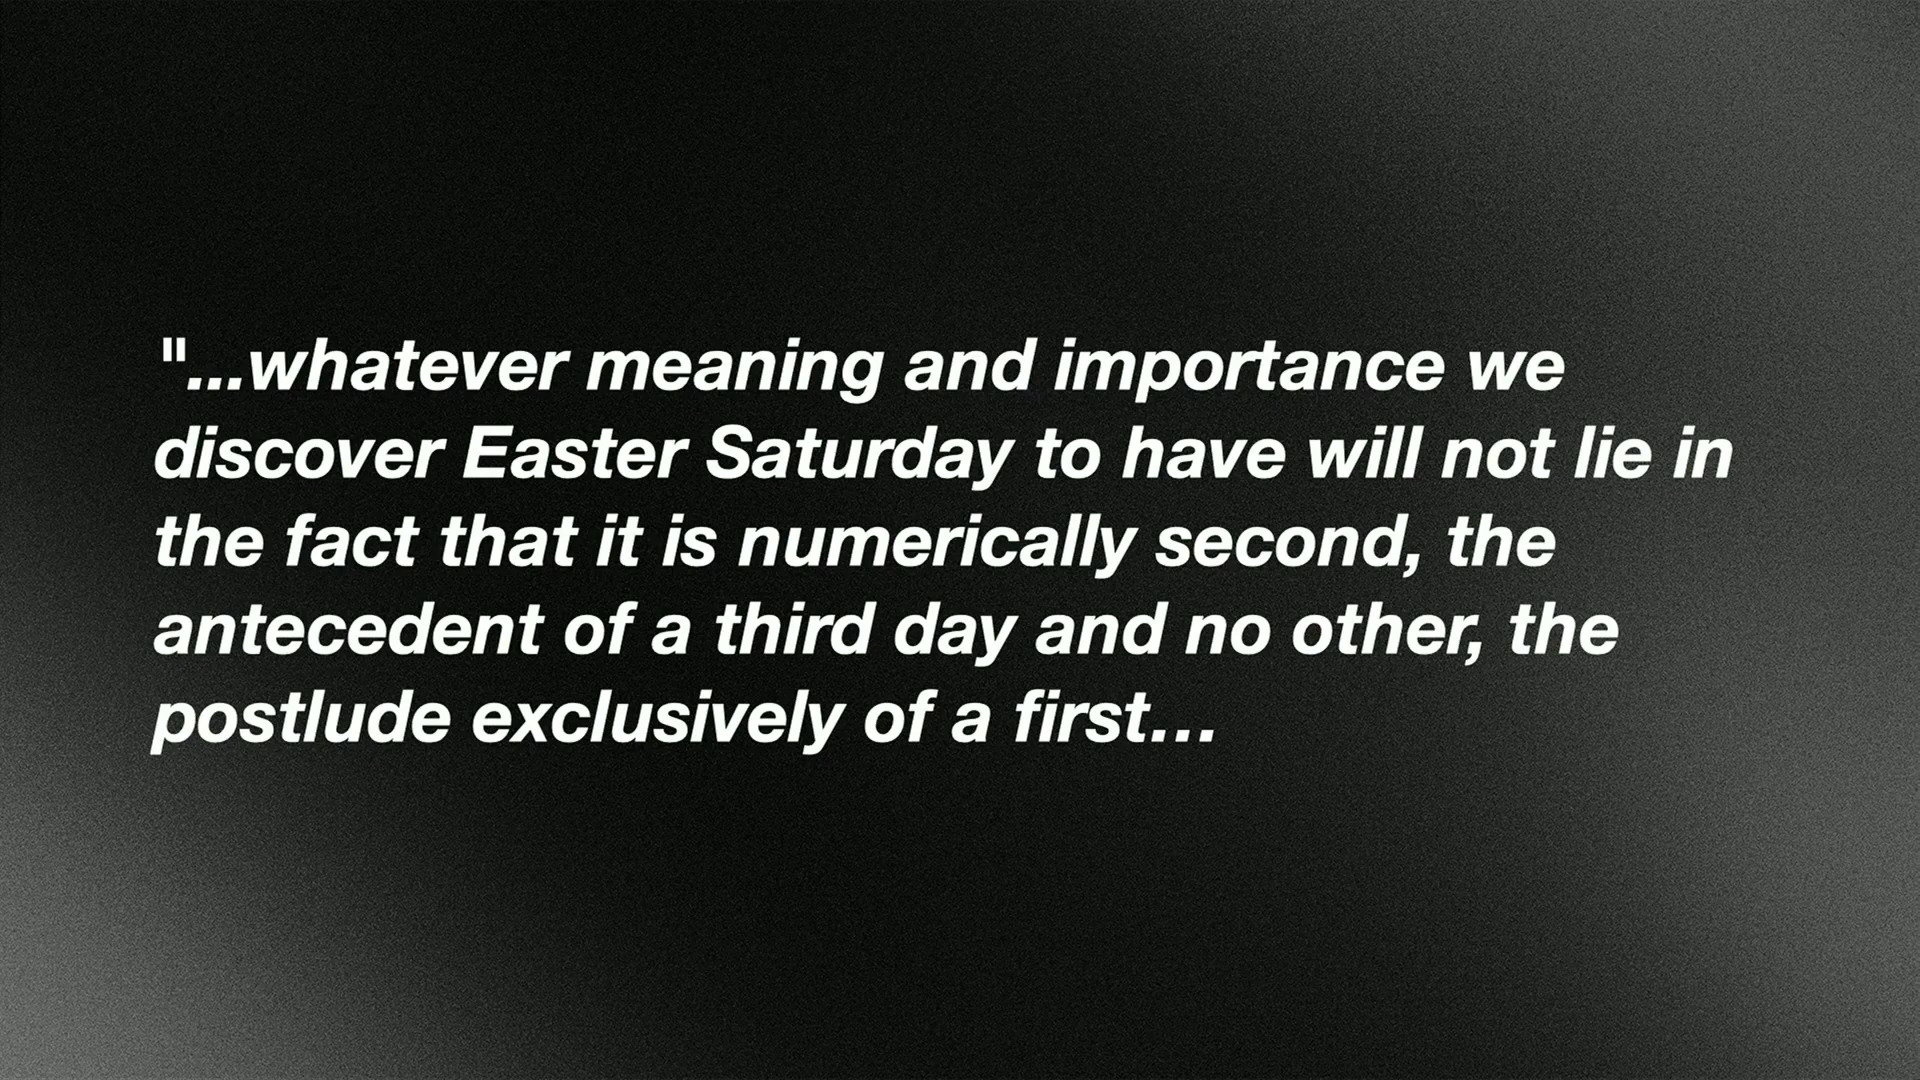 "...whatever meaning and importance we
discover Easter Saturday to have will not lie in
the fact that it is numerically second, the
antecedent of a third day and no other, the
postlude exclusively of a first...